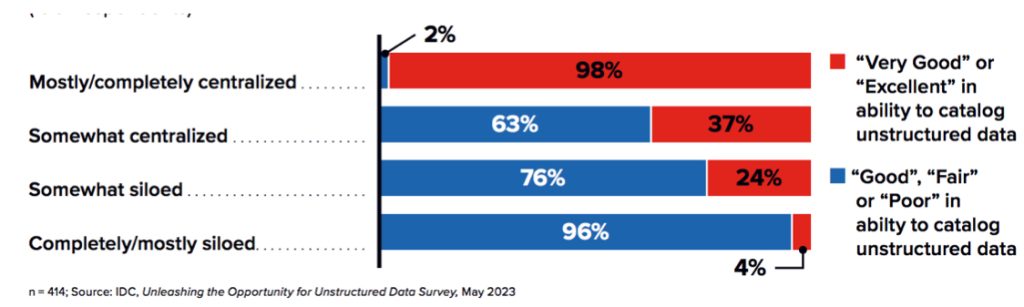 2%
Mostly/completely centralized
98%
"Very Good" or
"Excellent" in
ability to catalog
unstructured data
Somewhat centralized
63%
37%
Somewhat siloed
76%
24%
"Good", "Fair"
or "Poor" in
abilty to catalog
unstructured data
Completely/mostly siloed
96%
4%
n = 414; Source: IDC, Unleashing the Opportunity for Unstructured Data Survey, May 2023